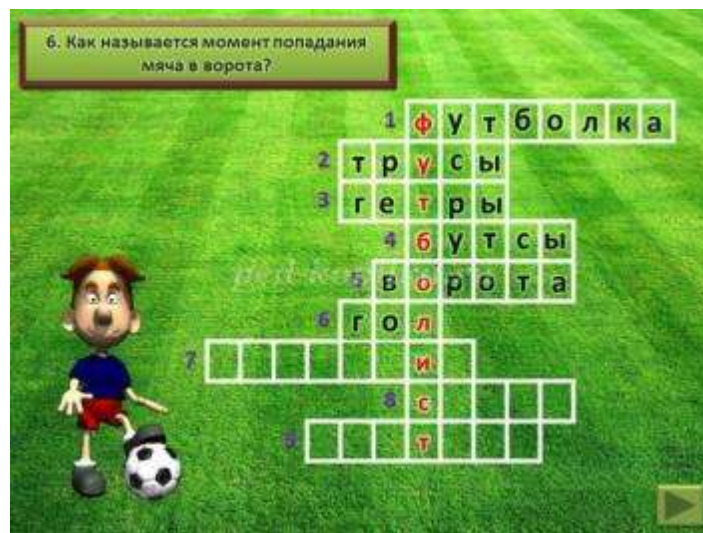 6. Как называется момент попадания
мяча в ворота?
1 футболка
2 трусы
3 гетры
4 бутсы
5 ворота
6 гол
7 и
8 с
9 т